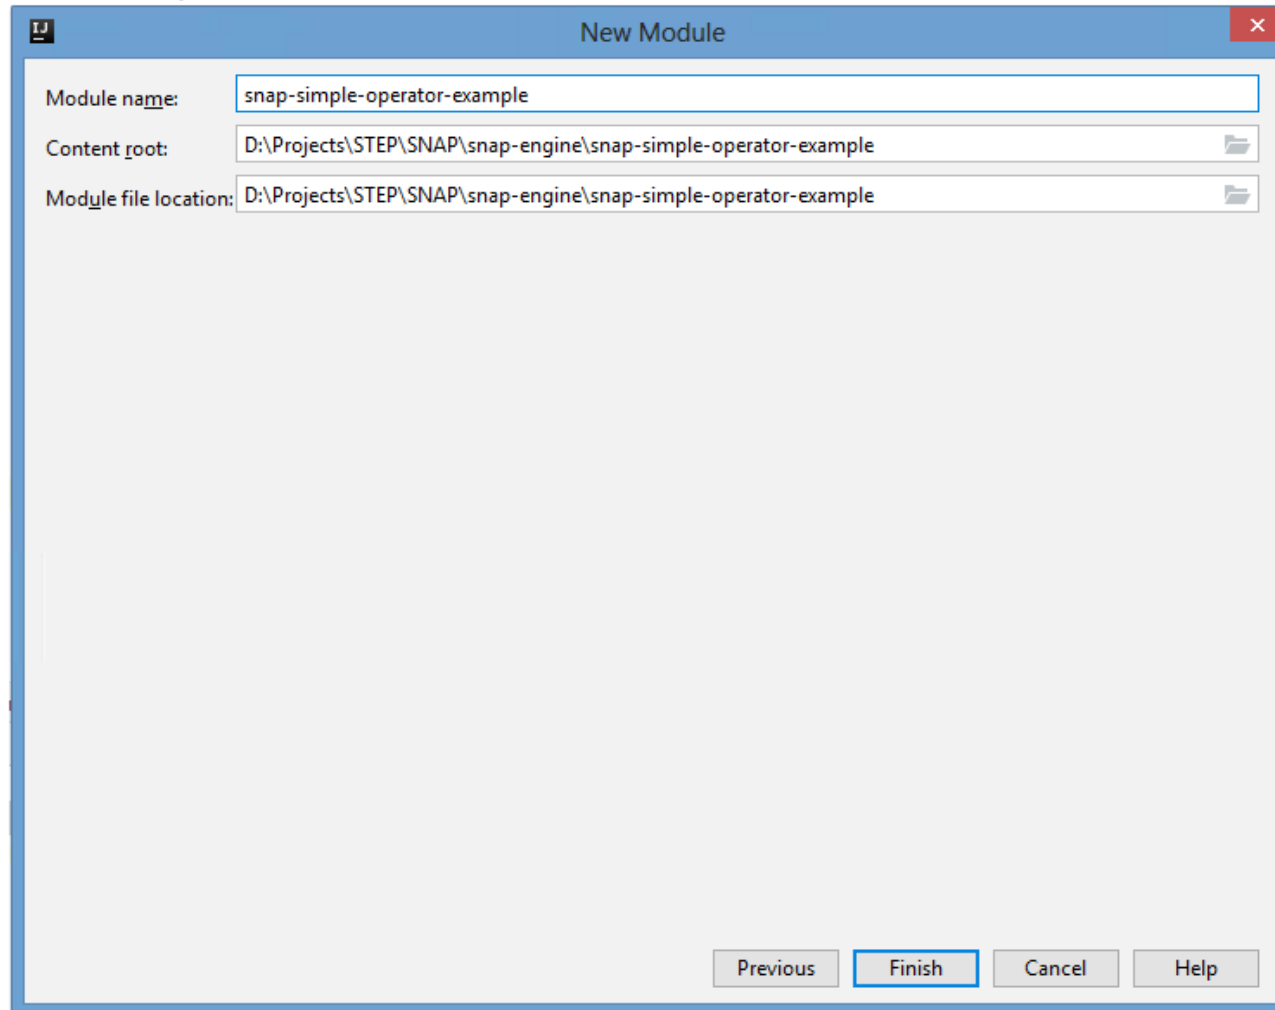 IJ
New Module
Module name: snap-simple-operator-example
Content root: D:\Projects\STEP\SNAP\snap-engine\snap-simple-operator-example
Module file location: D:\Projects\STEP\SNAP\snap-engine\snap-simple-operator-example
Previous Finish Cancel Help